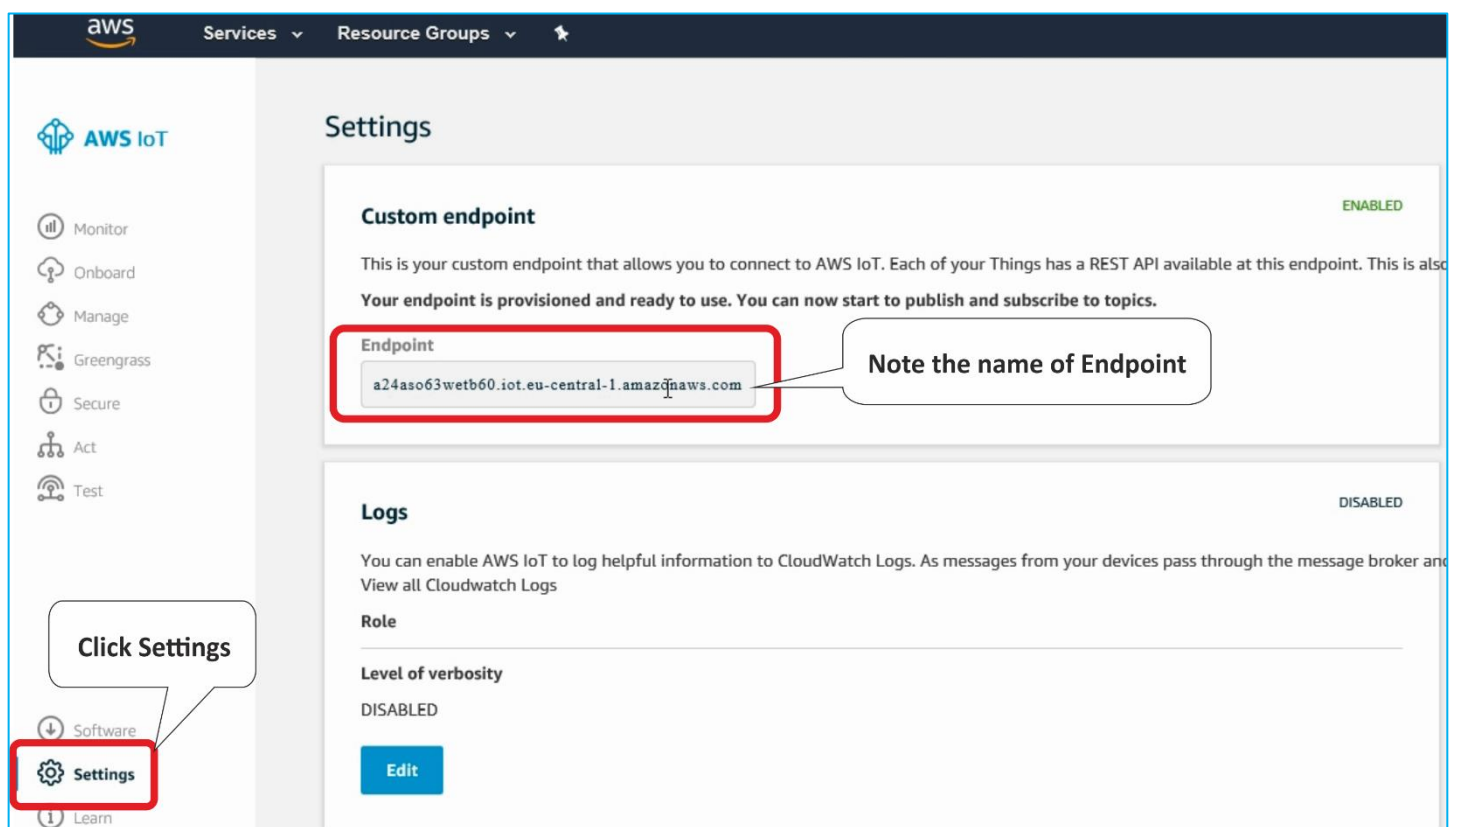 aws
Services
Resource Groups
AWS IoT
Monitor
Onboard
Manage
Greengrass
Secure
Act
Test
Click Settings
Software
Settings
Learn
Settings
Custom endpoint
ENABLED
This is your custom endpoint that allows you to connect to AWS IoT. Each of your Things has a REST API available at this endpoint. This is also
Your endpoint is provisioned and ready to use. You can now start to publish and subscribe to topics.
Endpoint
a24aso63wetb60.iot.eu-central-1.amazonaws.com
Note the name of Endpoint
Logs
DISABLED
You can enable AWS IoT to log helpful information to CloudWatch Logs. As messages from your devices pass through the message broker and
View all Cloudwatch Logs
Role
Level of verbosity
DISABLED
Edit